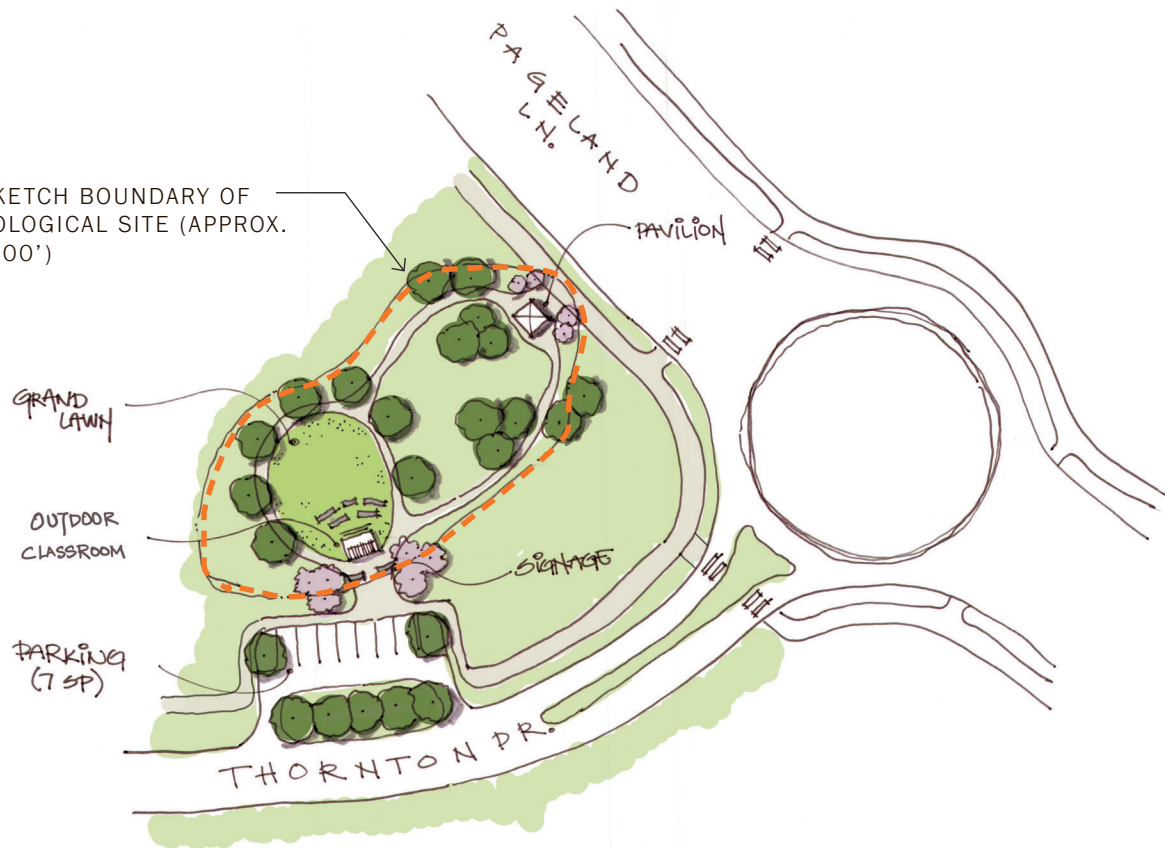 PAGELAND
LN.
KETCH BOUNDARY OF
OLOGICAL SITE (APPROX.
00')
PAVILION
GRAND
LAWN
OUTDOOR
CLASSROOM
SIGNAGE
PARKING
(7 SP)
THORNTON DR.